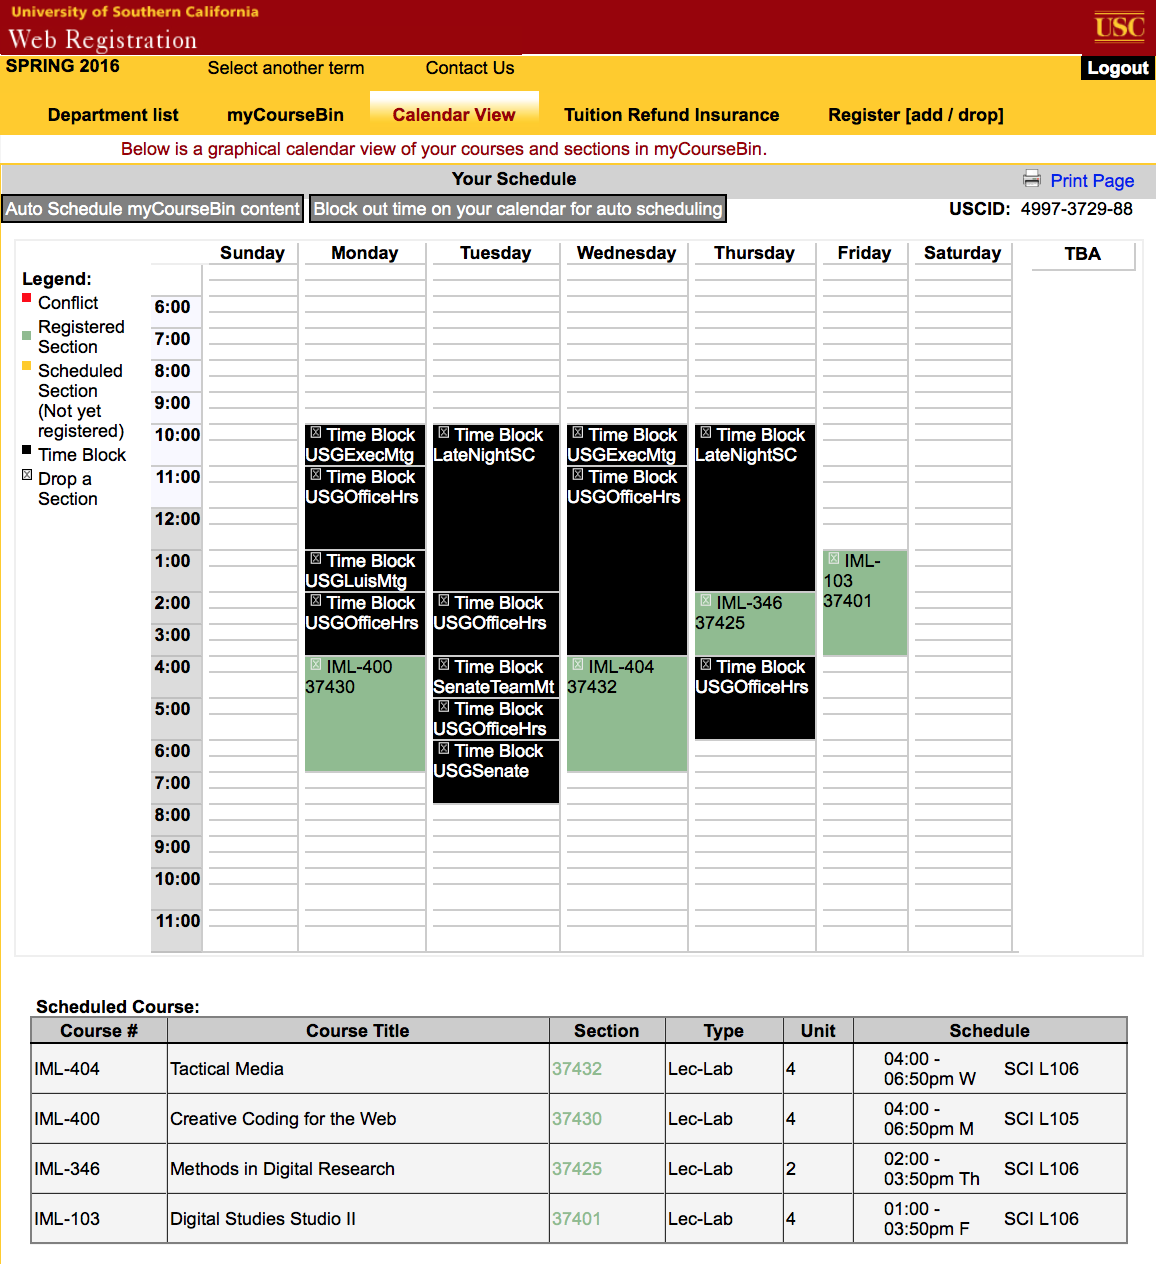 University of Southern California
Web Registration
USC
SPRING 2016 Select another term Contact Us Logout
Department list myCourseBin Calendar View Tuition Refund Insurance Register [add / drop]
Below is a graphical calendar view of your courses and sections in myCourseBin.
Your Schedule Print Page
Auto Schedule myCourseBin content Block out time on your calendar for auto scheduling USCID: 4997-3729-88
Sunday Monday Tuesday Wednesday Thursday Friday Saturday TBA
Legend:
Conflict
Registered
Section
Scheduled
Section
(Not yet
registered)
Time Block
Drop a
Section
6:00
7:00
8:00
9:00
10:00
11:00
12:00
1:00
2:00
3:00
4:00
5:00
6:00
7:00
8:00
9:00
10:00
11:00
Time Block
USGExecMtg
Time Block
USGOfficeHrs
Time Block
USGLuisMtg
Time Block
USGOfficeHrs
IML-400
37430
Time Block
LateNightSC
Time Block
USGOfficeHrs
Time Block
SenateTeamMt
Time Block
USGOfficeHrs
Time Block
USGSenate
Time Block
USGExecMtg
Time Block
USGOfficeHrs
IML-404
37432
Time Block
LateNightSC
IML-346
37425
Time Block
USGOfficeHrs
IML-
103
37401
Scheduled Course:
Course # Course Title Section Type Unit Schedule
IML-404 Tactical Media 37432 Lec-Lab 4 04:00 -
06:50pm W SCI L106
IML-400 Creative Coding for the Web 37430 Lec-Lab 4 04:00 -
06:50pm M SCI L105
IML-346 Methods in Digital Research 37425 Lec-Lab 2 02:00 -
03:50pm Th SCI L106
IML-103 Digital Studies Studio II 37401 Lec-Lab 4 01:00 -
03:50pm F SCI L106